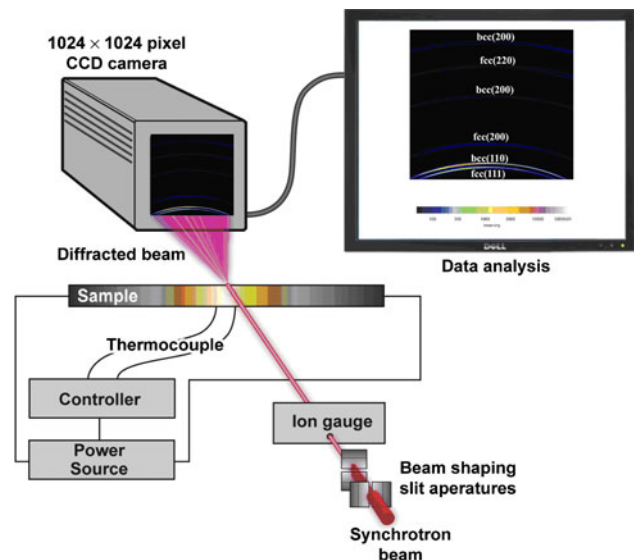 1024 × 1024 pixel
CCD camera
bcc(200)
fcc(220)
bcc(200)
fcc(200)
bcc(110)
fcc(111)
DELL
Data analysis
Diffracted beam
Sample
Thermocouple
Controller
Power
Source
Ion gauge
Beam shaping
slit aperatures
Synchrotron
beam